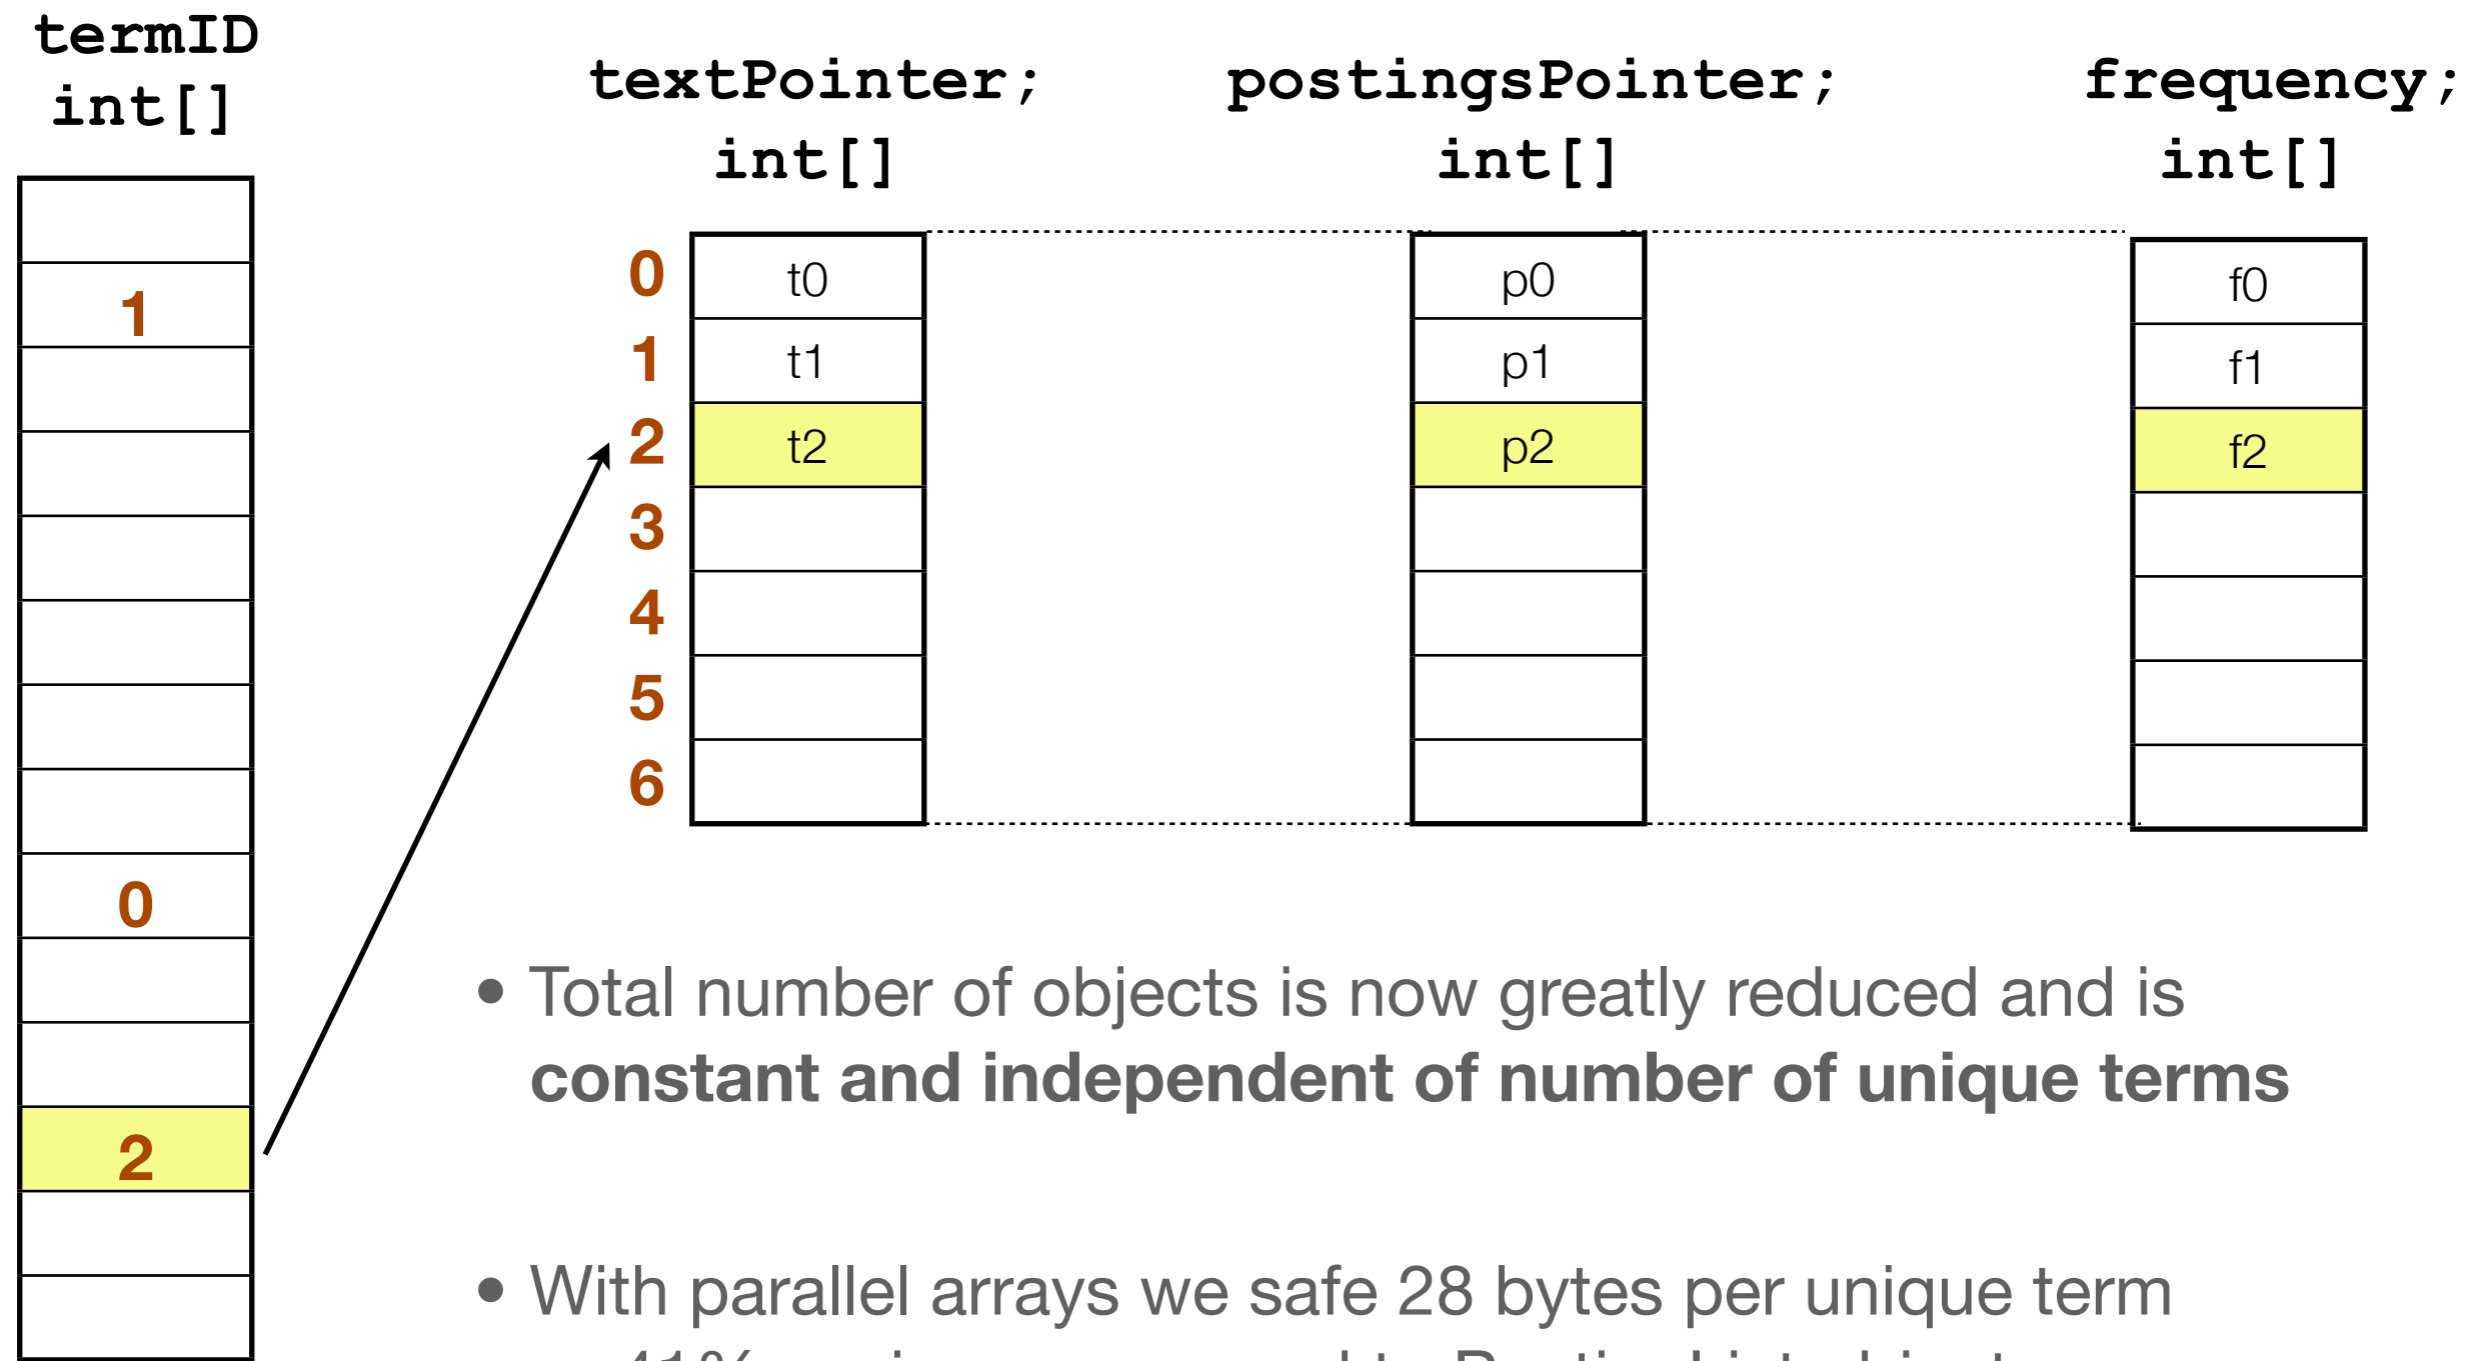 termID
int[]
textPointer; postingsPointer; frequency;
int[] int[] int[]
0 t0 p0 f0
1
1 t1 p1 f1
2 t2 p2 f2
3
4
5
6
0
• Total number of objects is now greatly reduced and is
constant and independent of number of unique terms
2
• With parallel arrays we safe 28 bytes per unique term
41%